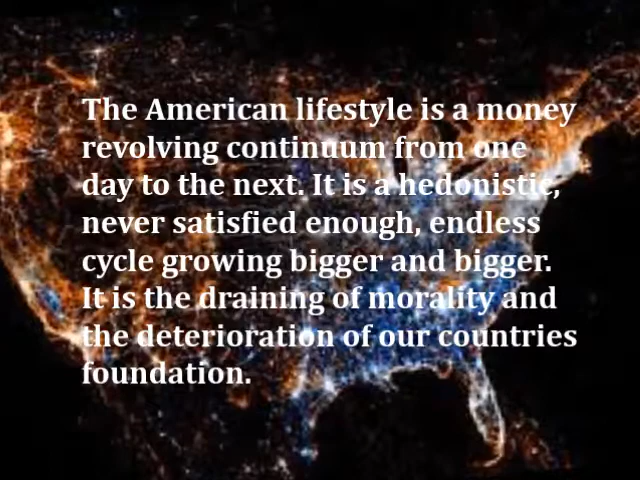 The American lifestyle is a money
revolving continuum from one
day to the next. It is a hedonistic,
never satisfied enough, endless
cycle growing bigger and bigger.
It is the draining of morality and
the deterioration of our countries
foundation.